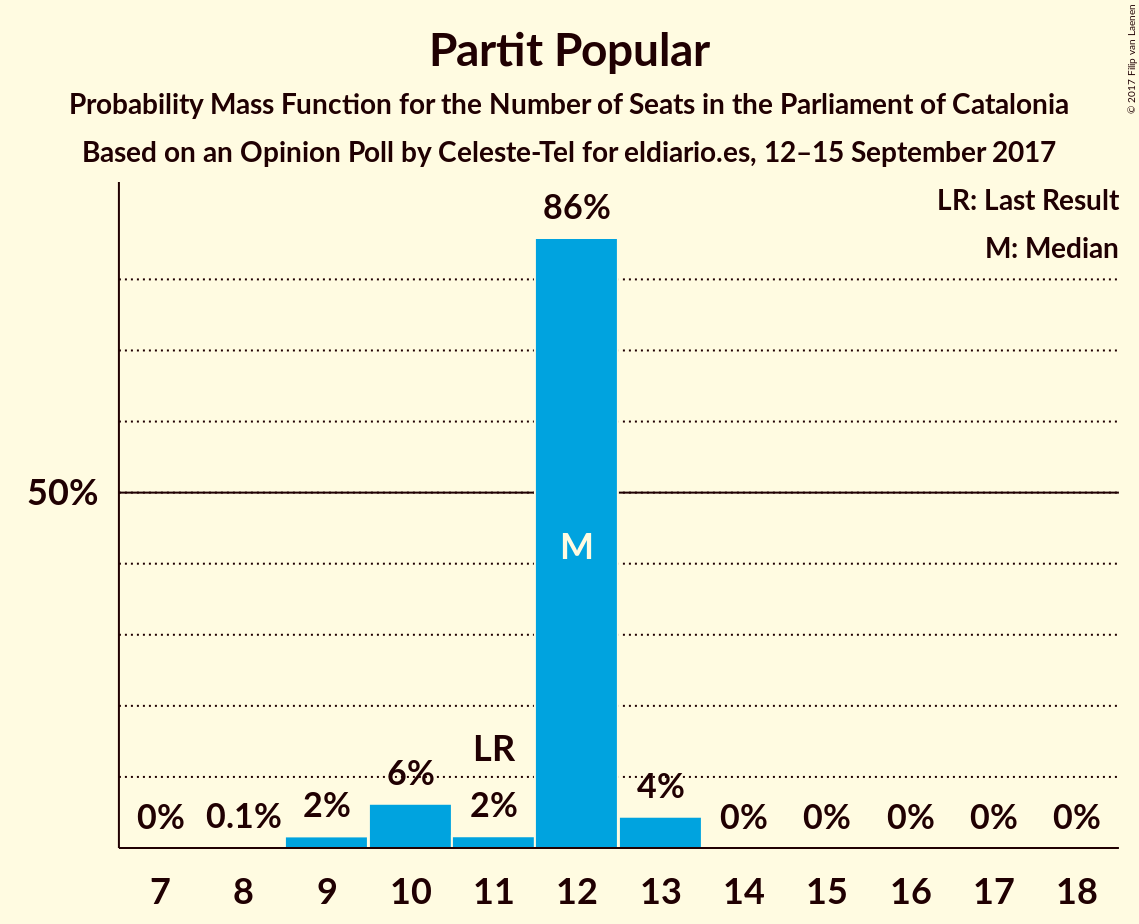 Partit Popular
Probability Mass Function for the Number of Seats in the Parliament of Catalonia
Based on an Opinion Poll by Celeste-Tel for eldiario.es, 12–15 September 2017
© 2017 Filip van Laenen
LR: Last Result
M: Median
86%
50%
M
LR
0% 0.1% 2% 6% 2% 4% 0% 0% 0% 0% 0%
7 8 9 10 11 12 13 14 15 16 17 18